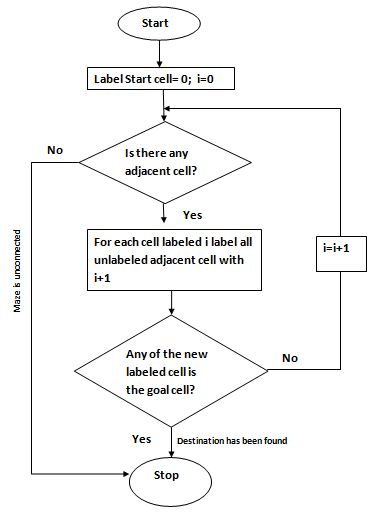 Start
Label Start cell= 0;  i=0
Is there any
adjacent cell?
No
Yes
For each cell labeled i label all
unlabeled adjacent cell with
i+1
i=i+1
Maze is unconnected
Any of the new
labeled cell is
the goal cell?
No
Yes
Destination has been found
Stop